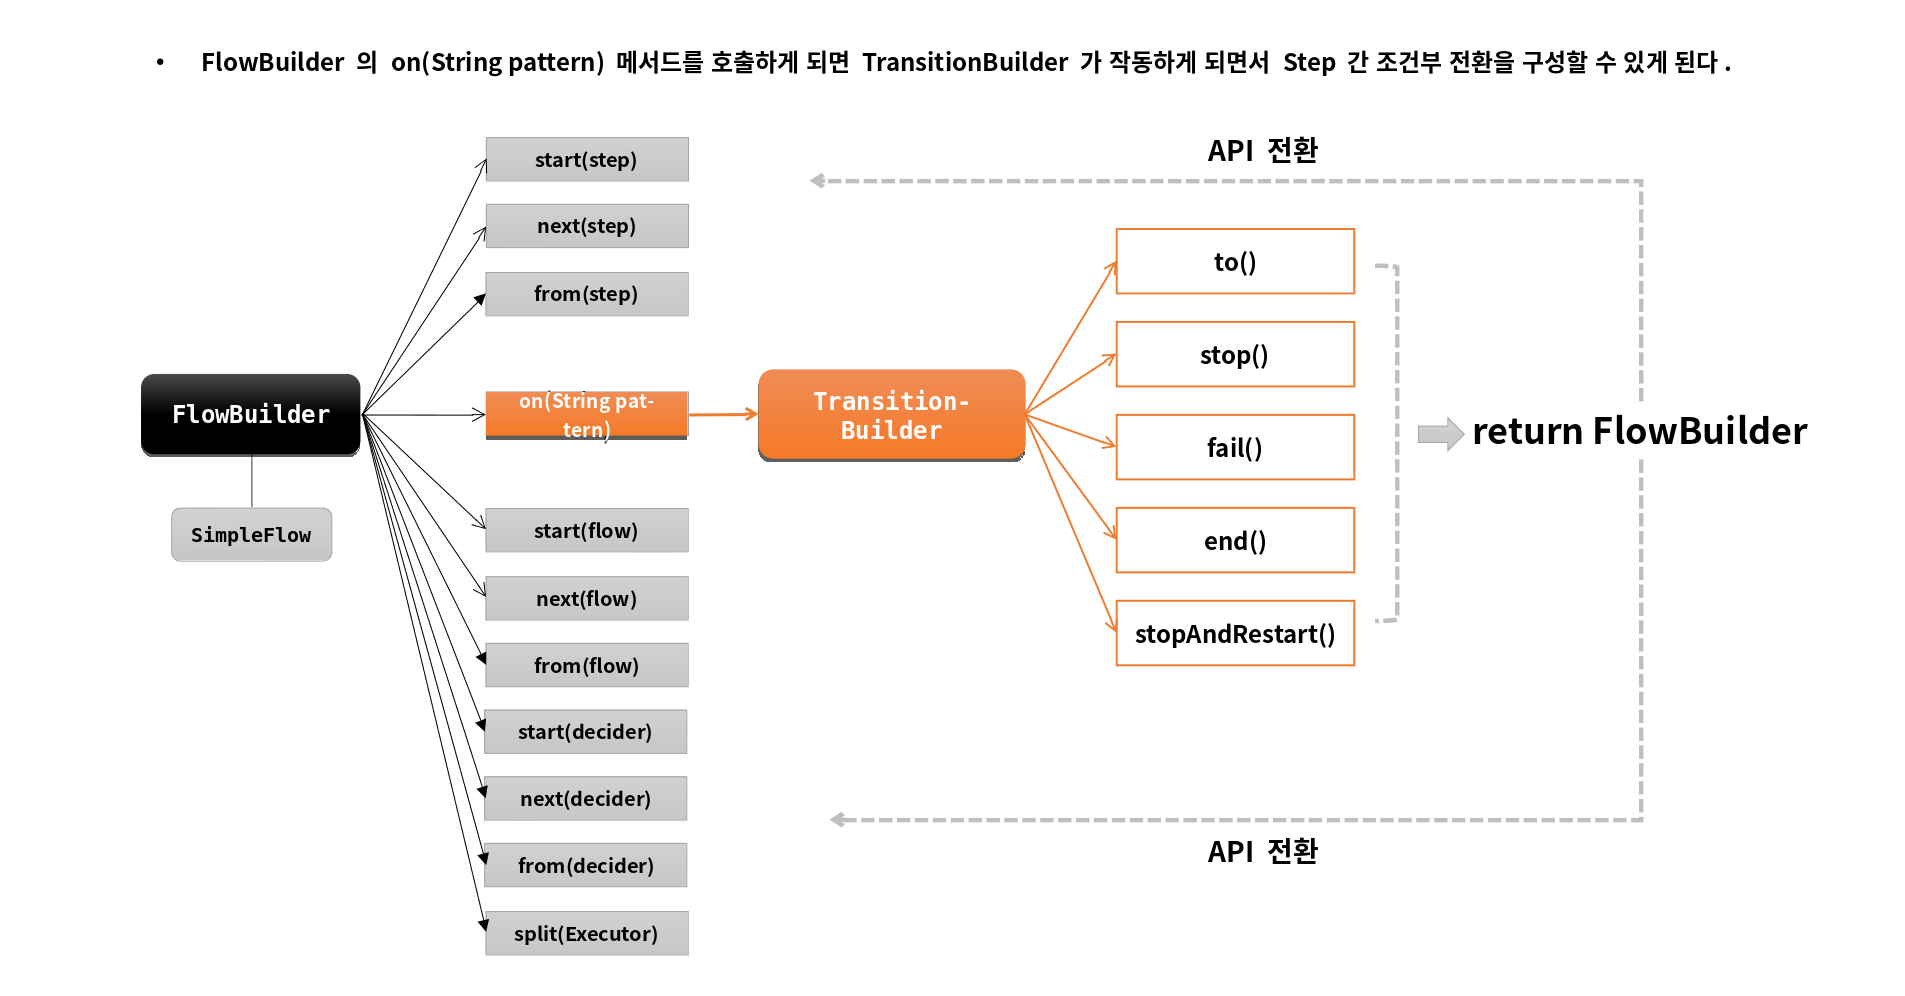 • FlowBuilder 의 on(String pattern) 메서드를 호출하게 되면 TransitionBuilder 가 작동하게 되면서 Step 간 조건부 전환을 구성할 수 있게 된다 .
API 전환
start(step)
next(step)
from(step)
FlowBuilder
SimpleFlow
on(String pat-
tern)
Transition-
Builder
start(flow)
next(flow)
from(flow)
start(decider)
next(decider)
from(decider)
split(Executor)
to()
stop()
fail()
end()
stopAndRestart()
return FlowBuilder
API 전환